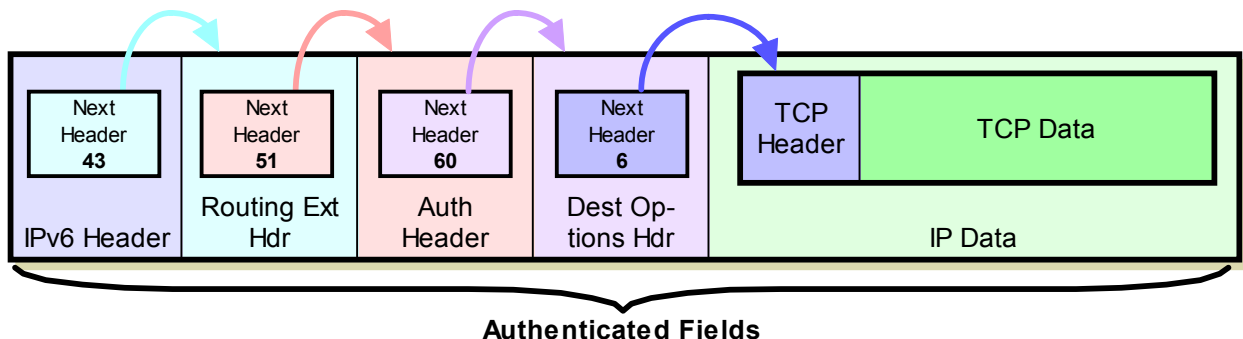 Next
Header
43
IPv6 Header
Next
Header
51
Routing Ext
Hdr
Next
Header
60
Auth
Header
Next
Header
6
Dest Op-
tions Hdr
TCP
Header
TCP Data
IP Data
Authenticated Fields